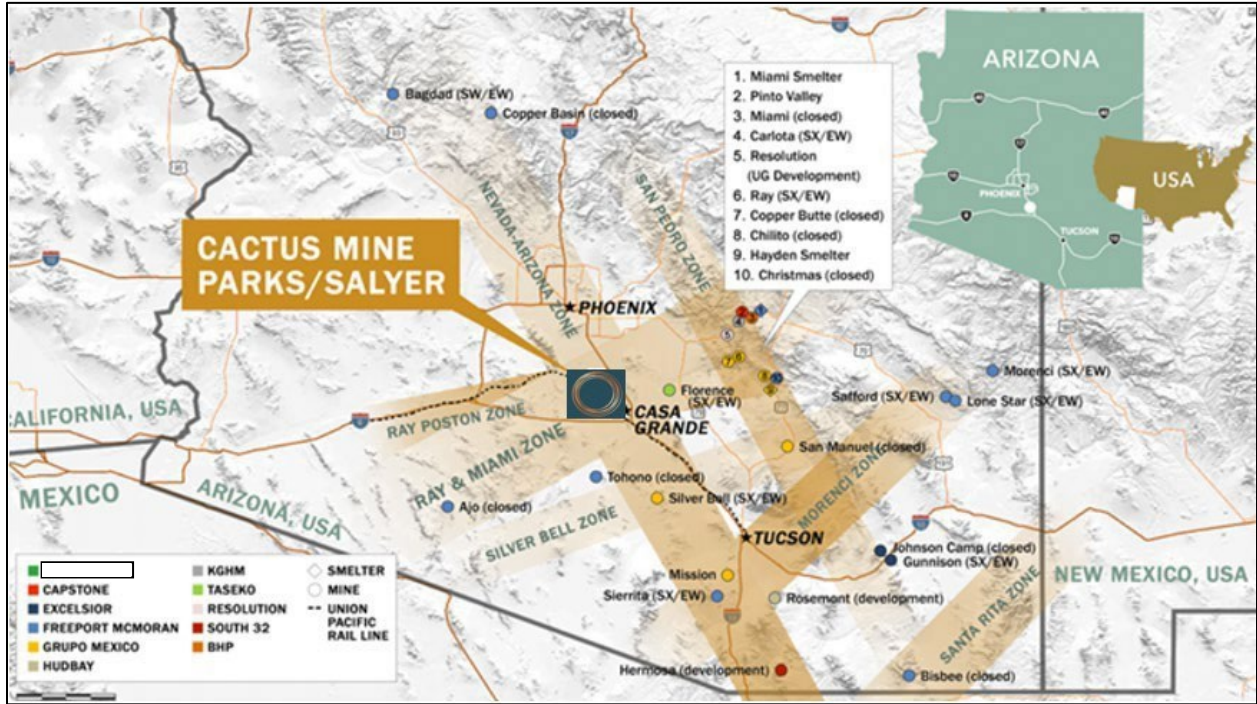 Bagdad (SW/EW)
Copper Basin (closed)
1. Miami Smelter
2. Pinto Valley
3. Miami (closed)
4. Carlota (SX/EW)
5. Resolution
(UG Development)
6. Ray (SX/EW)
7. Copper Butte (closed)
8. Chilito (closed)
9. Hayden Smelter
10. Christmas (closed)
ARIZONA
PHOENIX
TUCSON
USA
NEVADA-ARIZONA ZONE
SAN PEDRO ZONE
CACTUS MINE
PARKS/SALYER
PHOENIX
Florence
(SX/EW)
CASA
GRANDE
Morenci (SX/EW)
Safford (SX/EW)
Lone Star (SX/EW)
CALIFORNIA, USA
RAY POSTON ZONE
RAY & MIAMI ZONE
San Manuel (closed)
MORENCI ZONE
MEXICO
ARIZONA, USA
Tohono (closed)
Silver Bell (SX/EW)
Ajo (closed)
SILVER BELL ZONE
TUCSON
Johnson Camp (closed)
Gunnison (SX/EW)
Mission
Sierrita (SX/EW)
Rosemont (development)
SANTA RITA ZONE
NEW MEXICO, USA
Hermosa (development)
Bisbee (closed)
CAPSTONE
EXCELSIOR
FREEPORT MCMORAN
GRUPO MEXICO
HUDBAY
KGHM
TASEKO
RESOLUTION
SOUTH 32
BHP
SMELTER
MINE
UNION
PACIFIC
RAIL LINE